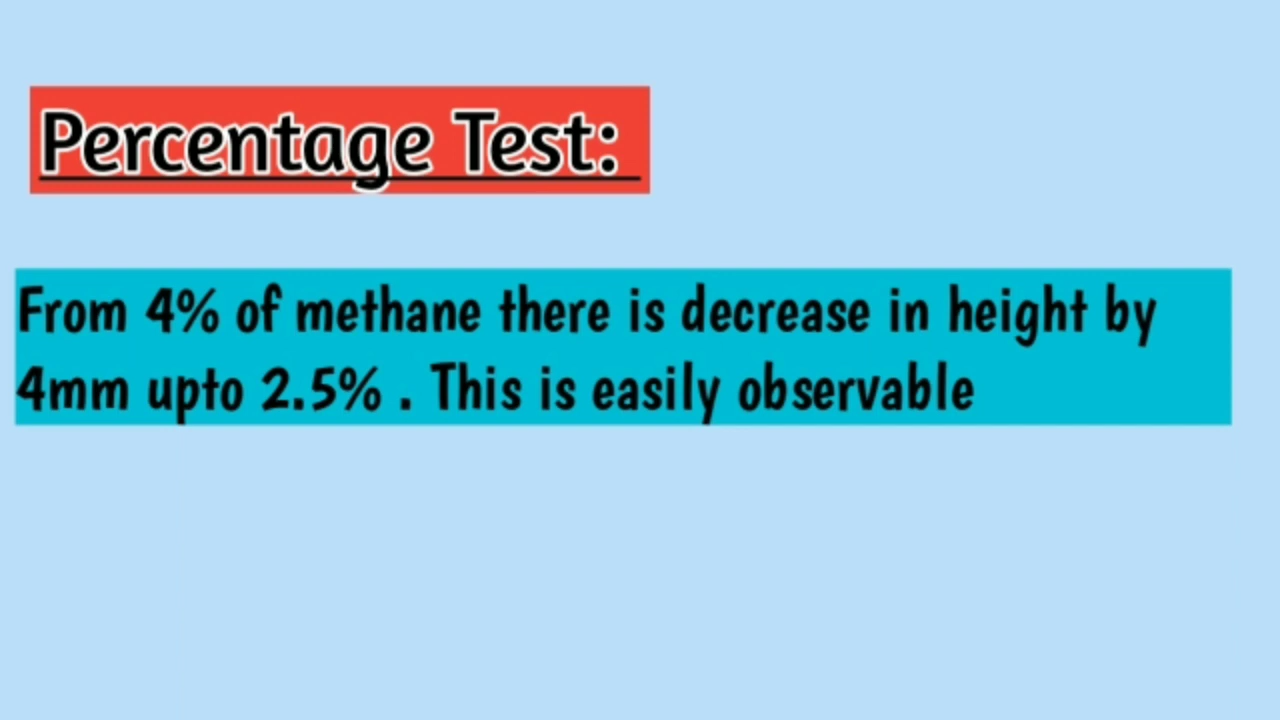 Percentage Test:
From 4% of methane there is decrease in height by
4mm upto 2.5% . This is easily observable